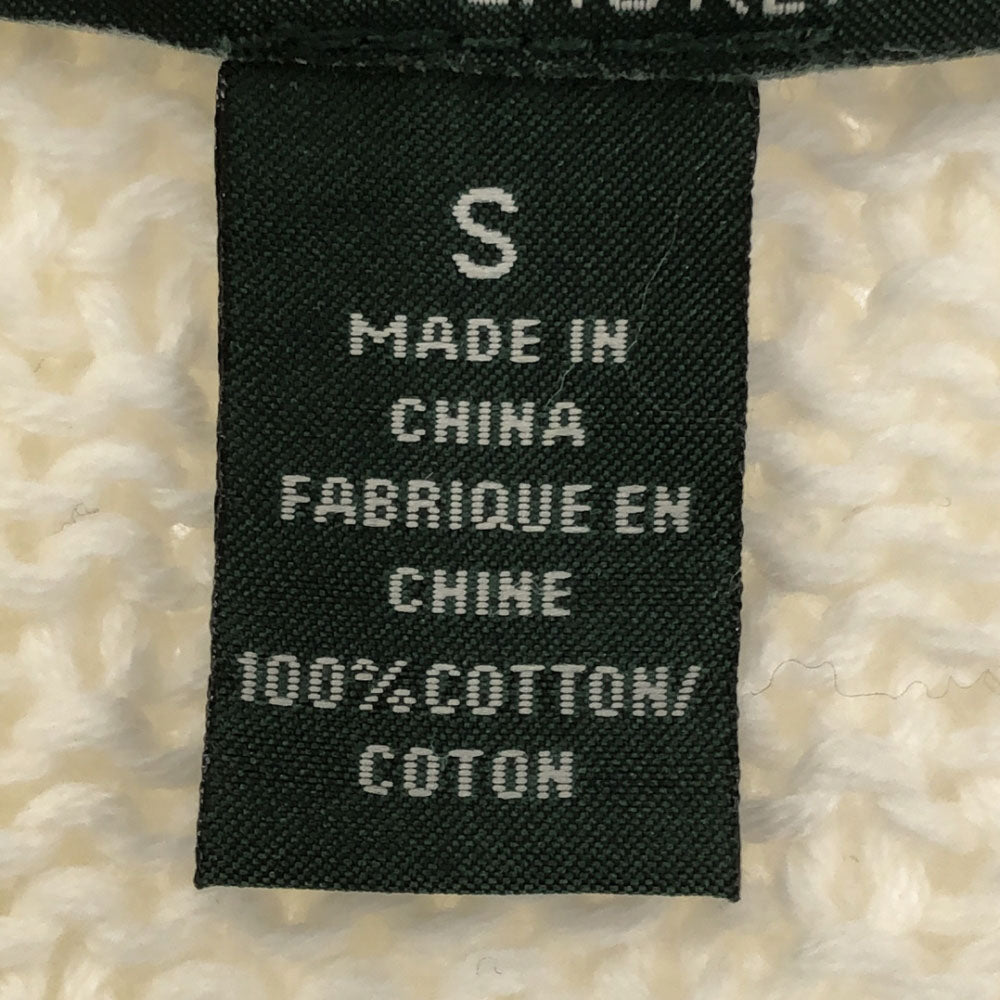 S
MADE IN
CHINA
FABRIQUE EN
CHINE
100%COTTON/
COTON